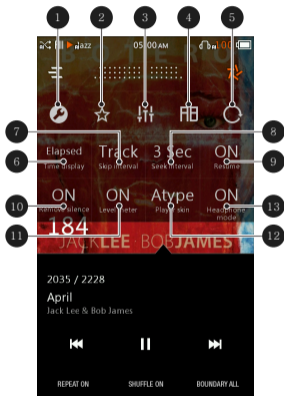 1 2 3 4 5
Jazz 05:00 AM 100
7 8
Elapsed Track 3 Sec ON
6 Time display Skip interval Seek interval Resume 9
ON ON Atype ON
10 Remove silence Level meter Player skin Headphone mode 13
11 12
184
JACK LEE · BOB JAMES
2035 / 2228
April
Jack Lee & Bob James
REPEAT ON SHUFFLE ON BOUNDARY ALL